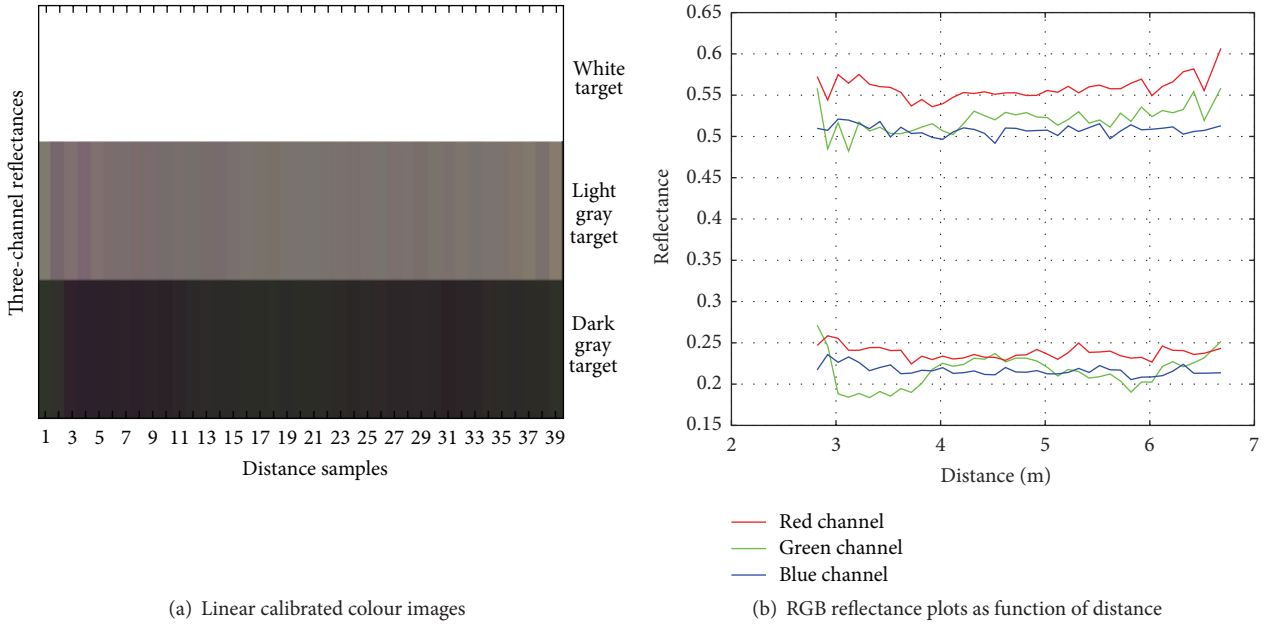 Three-channel reflectances
White
target
Light
gray
target
Dark
gray
target
1 3 5 7 9 11 13 15 17 19 21 23 25 27 29 31 33 35 37 39
Distance samples
(a) Linear calibrated colour images
0.65
0.6
0.55
0.5
0.45
0.4
0.35
0.3
0.25
0.2
0.15
Reflectance
2 3 4 5 6 7
Distance (m)
Red channel
Green channel
Blue channel
(b) RGB reflectance plots as function of distance